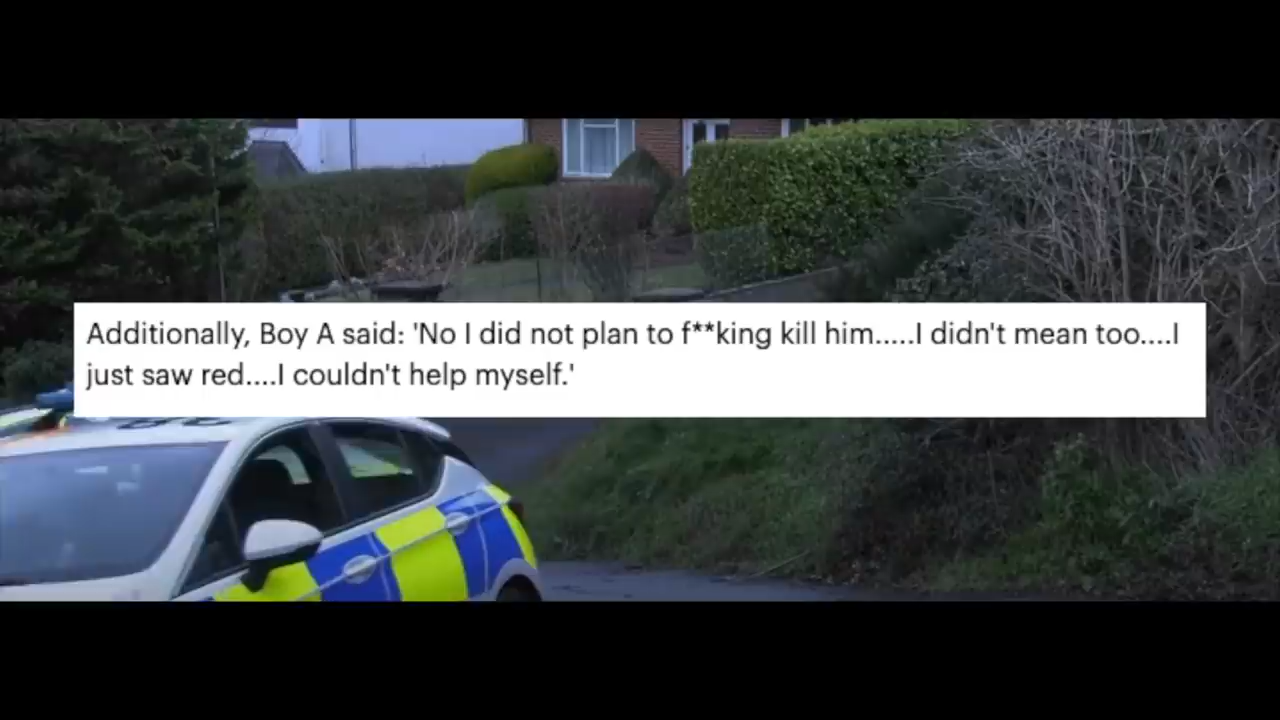 Additionally, Boy A said: 'No I did not plan to f**king kill him.....I didn't mean too....I
just saw red....I couldn't help myself.'